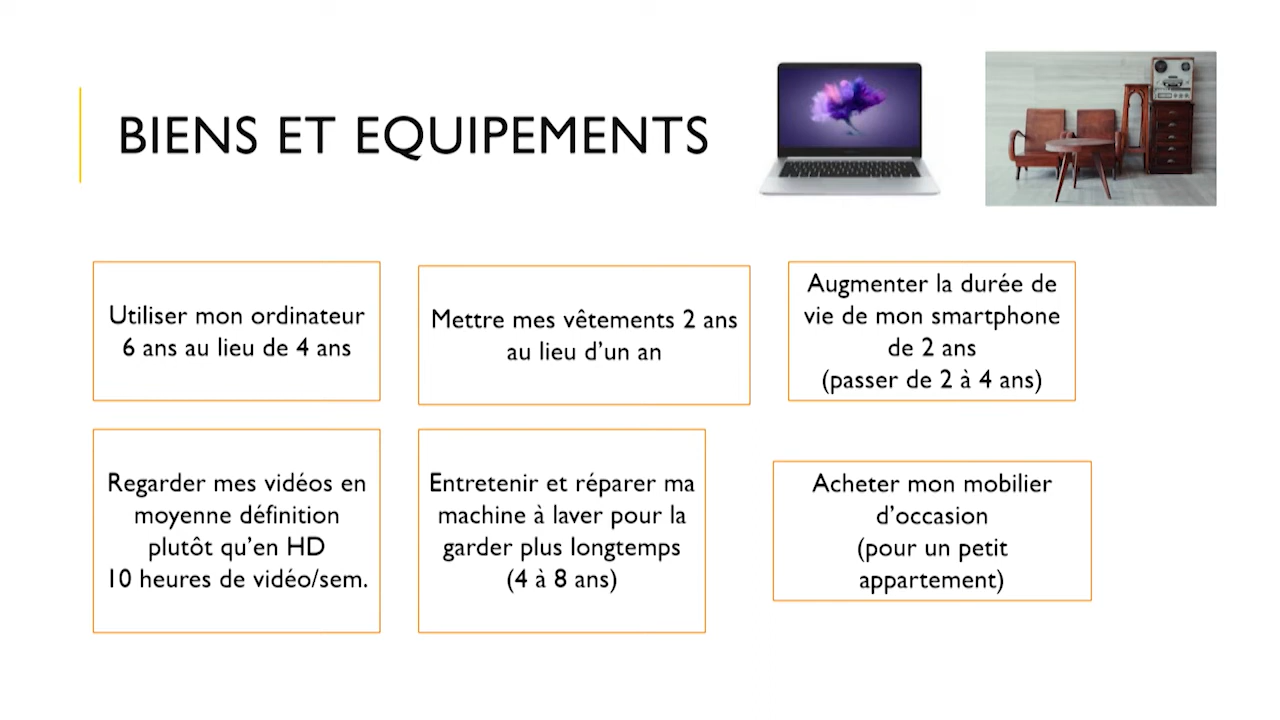 BIENS ET EQUIPEMENTS
Utiliser mon ordinateur
6 ans au lieu de 4 ans
Mettre mes vêtements 2 ans
au lieu d’un an
Augmenter la durée de
vie de mon smartphone
de 2 ans
(passer de 2 à 4 ans)
Regarder mes vidéos en
moyenne définition
plutôt qu’en HD
10 heures de vidéo/sem.
Entretenir et réparer ma
machine à laver pour la
garder plus longtemps
(4 à 8 ans)
Acheter mon mobilier
d’occasion
(pour un petit
appartement)